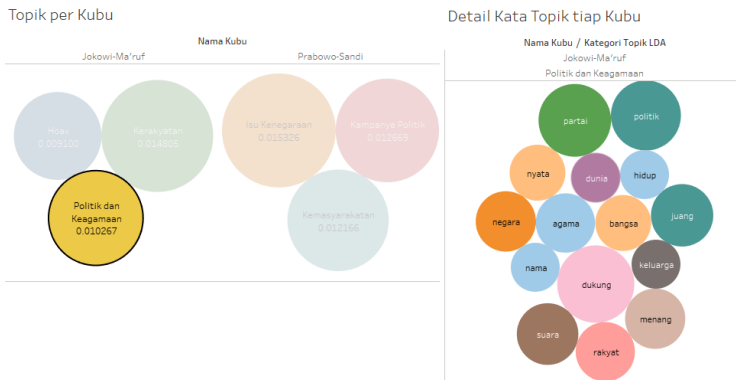 Topik per Kubu
Nama Kubu
Jokowi-Ma'ruf
Prabowo-Sandi
Hoax
0.009100
Kerakyatan
0.014806
Politik dan
Keagamaan
0.010267
Isu Kenegaraan
0.015326
Kampanye Politik
Kemasyarakatan
0.012166
Detail Kata Topik tiap Kubu
Nama Kubu / Kategori Topik LDA
Jokowi-Ma'ruf
Politik dan Keagamaan
partai
politik
nyata
dunia
hidup
negara
agama
bangsa
juang
nama
dukung
keluarga
suara
rakyat
menang